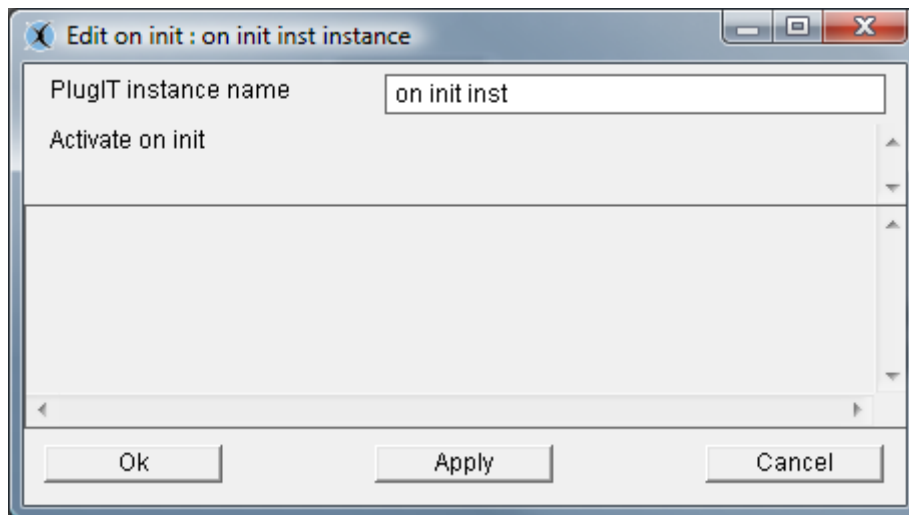 Edit on init : on init inst instance
PlugIT instance name
on init inst
Activate on init
Ok
Apply
Cancel